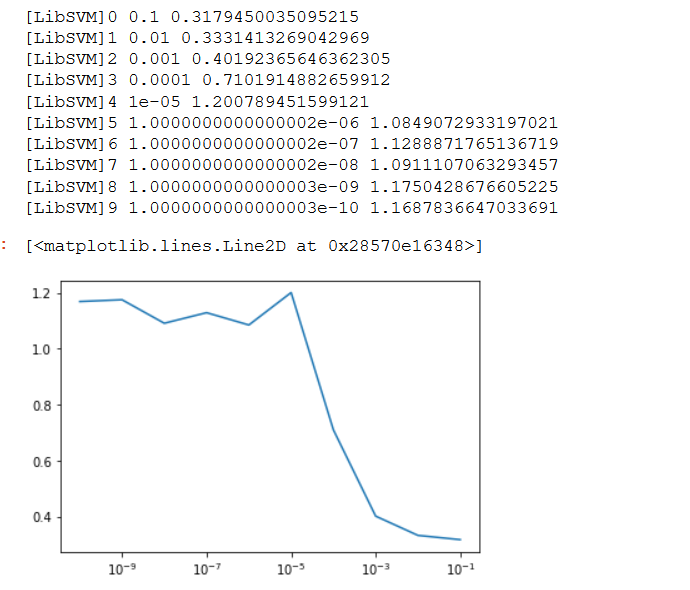 [LibSVM]0 0.1 0.3179450035095215
[LibSVM]1 0.01 0.3331413269042969
[LibSVM]2 0.001 0.40192365646362305
[LibSVM]3 0.0001 0.7101914882659912
[LibSVM]4 1e-05 1.200789451599121
[LibSVM]5 1.0000000000000002e-06 1.0849072933197021
[LibSVM]6 1.0000000000000002e-07 1.1288871765136719
[LibSVM]7 1.0000000000000002e-08 1.0911107063293457
[LibSVM]8 1.0000000000000003e-09 1.1750428676605225
[LibSVM]9 1.0000000000000003e-10 1.1687836647033691
: [<matplotlib.lines.Line2D at 0x28570e16348>]
1.2
1.0
0.8
0.6
0.4
10⁻⁹ 10⁻⁷ 10⁻⁵ 10⁻³ 10⁻¹